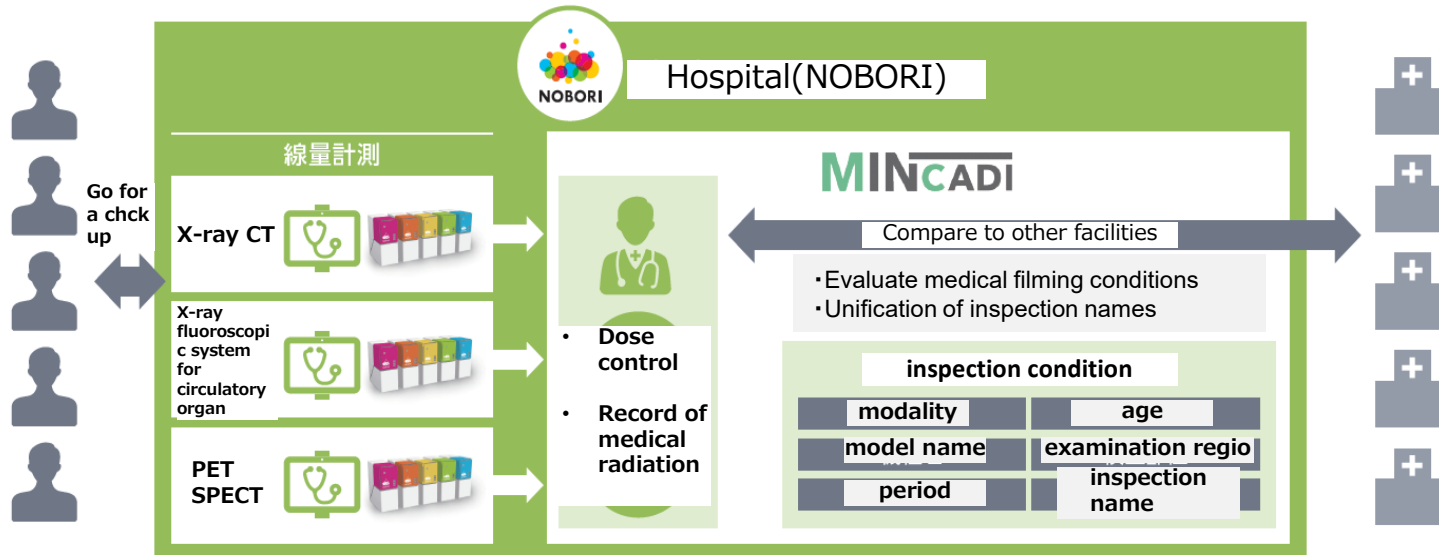 NOBORI
Hospital(NOBORI)
線量計測
MINCADI
Go for
a chck
up
X-ray CT
Compare to other facilities
・Evaluate medical filming conditions
・Unification of inspection names
X-ray
fluoroscopi
c system
for
circulatory
organ
• Dose
control
• Record of
medical
radiation
inspection condition
modality
age
model name
examination regio
period
inspection
name
PET
SPECT